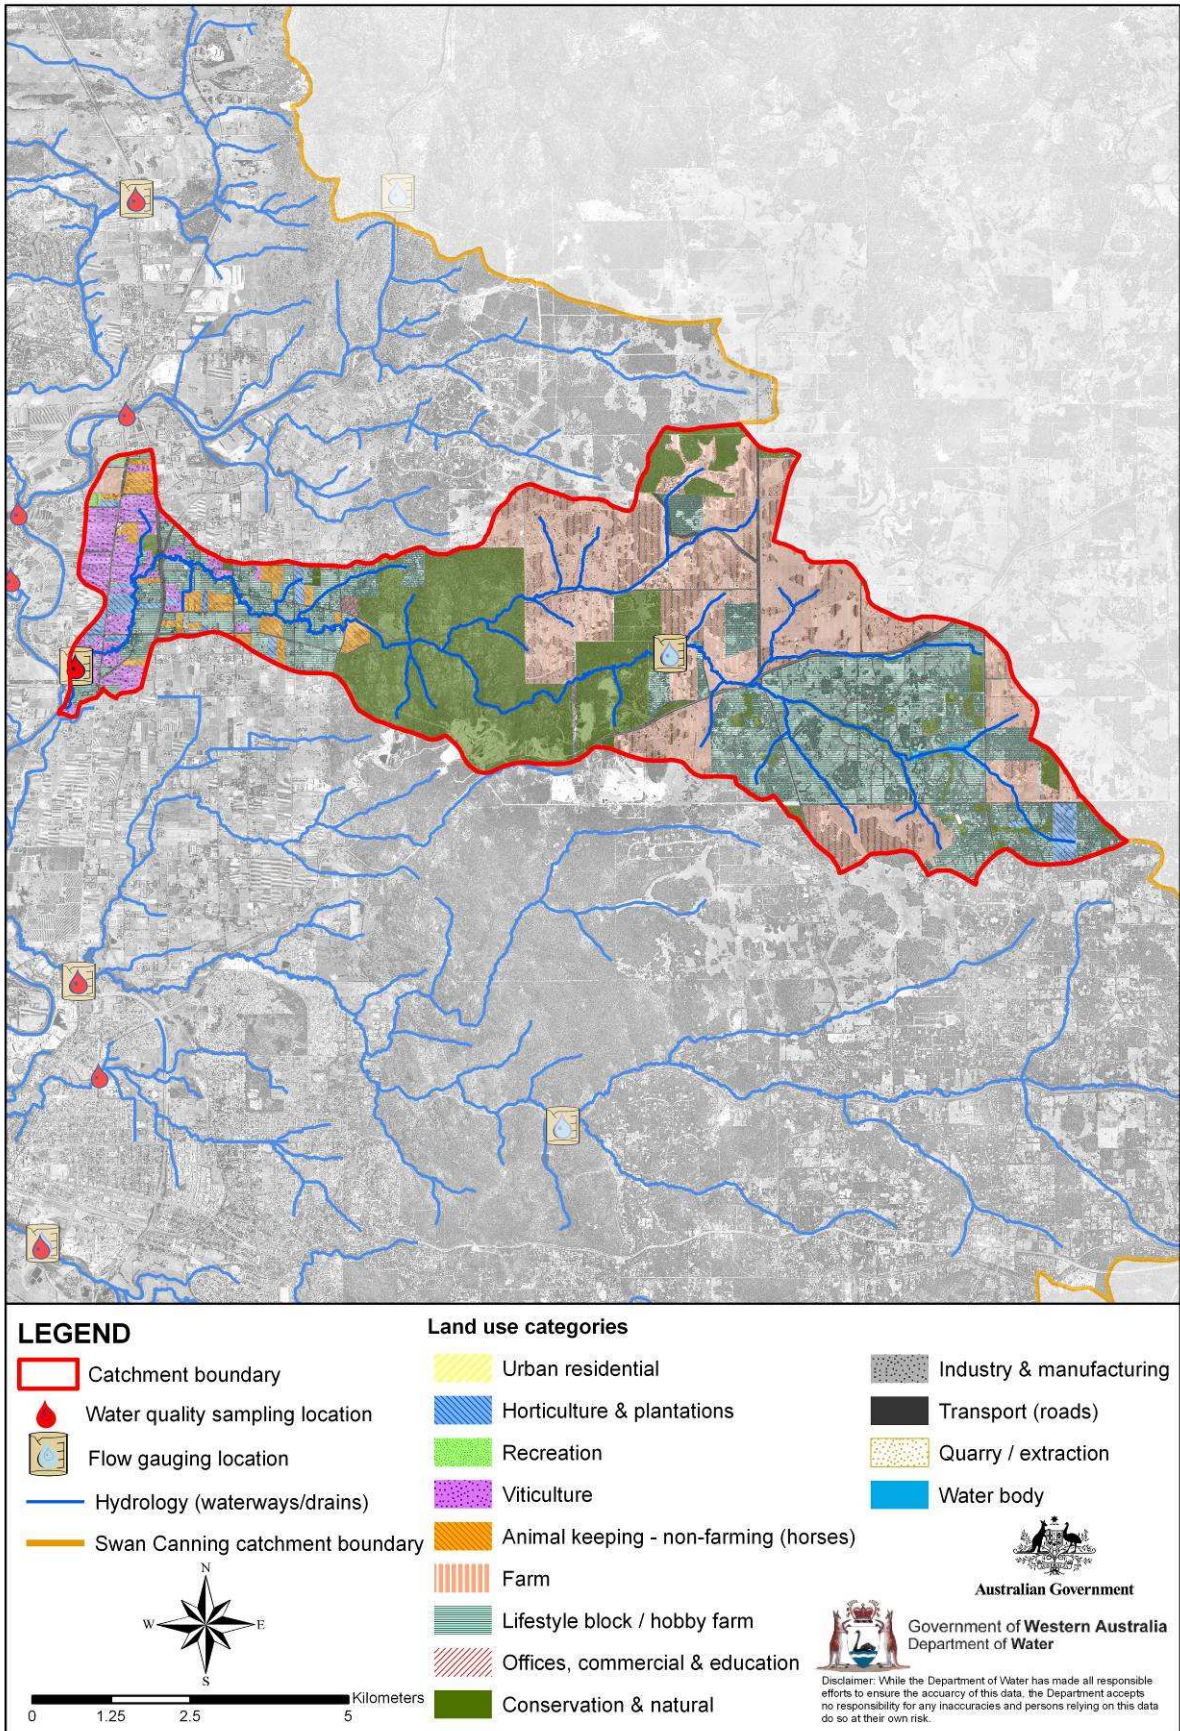 LEGEND
Catchment boundary
Water quality sampling location
Flow gauging location
Hydrology (waterways/drains)
Swan Canning catchment boundary
N
W
E
S
0
1.25
2.5
5
Kilometers
Land use categories
Urban residential
Horticulture & plantations
Recreation
Viticulture
Animal keeping - non-farming (horses)
Farm
Lifestyle block / hobby farm
Offices, commercial & education
Conservation & natural
Industry & manufacturing
Transport (roads)
Quarry / extraction
Water body
Australian Government
Government of Western Australia
Department of Water
Disclaimer: While the Department of Water has made all responsible
efforts to ensure the accuarcy of this data, the Department accepts
no responsibility for any inaccuracies and persons relying on this data
do so at their own risk.